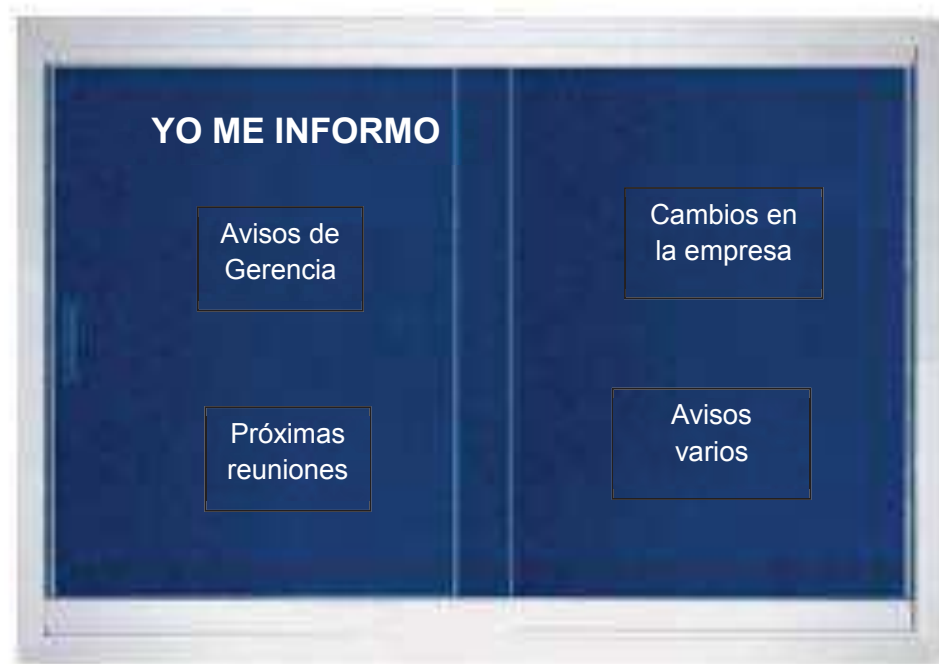 YO ME INFORMO
Avisos de
Gerencia
Cambios en
la empresa
Próximas
reuniones
Avisos
varios